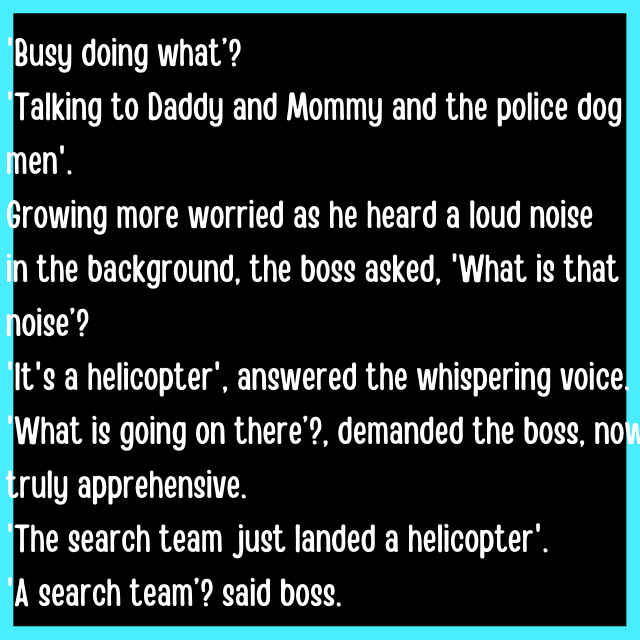 'Busy doing what'?
'Talking to Daddy and Mommy and the police dog
men'.
Growing more worried as he heard a loud noise
in the background, the boss asked, 'What is that
noise'?
'It's a helicopter', answered the whispering voice.
'What is going on there'?, demanded the boss, now
truly apprehensive.
'The search team just landed a helicopter'.
'A search team'? said boss.